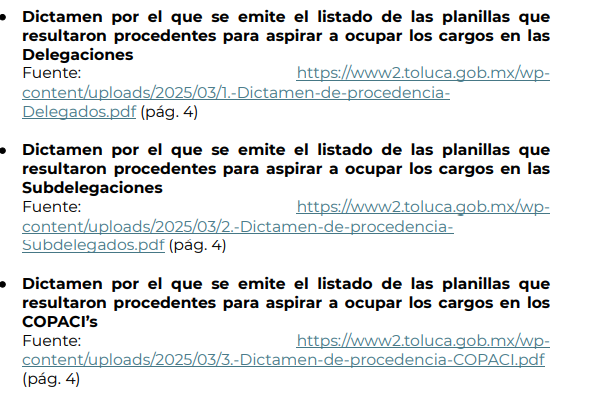 ● Dictamen por el que se emite el listado de las planillas que
resultaron procedentes para aspirar a ocupar los cargos en las
Delegaciones
Fuente: https://www2.toluca.gob.mx/wp-
content/uploads/2025/03/1.-Dictamen-de-procedencia-
Delegados.pdf (pág. 4)
● Dictamen por el que se emite el listado de las planillas que
resultaron procedentes para aspirar a ocupar los cargos en las
Subdelegaciones
Fuente: https://www2.toluca.gob.mx/wp-
content/uploads/2025/03/2.-Dictamen-de-procedencia-
Subdelegados.pdf (pág. 4)
● Dictamen por el que se emite el listado de las planillas que
resultaron procedentes para aspirar a ocupar los cargos en los
COPACI’s
Fuente: https://www2.toluca.gob.mx/wp-
content/uploads/2025/03/3.-Dictamen-de-procedencia-COPACI.pdf
(pág. 4)